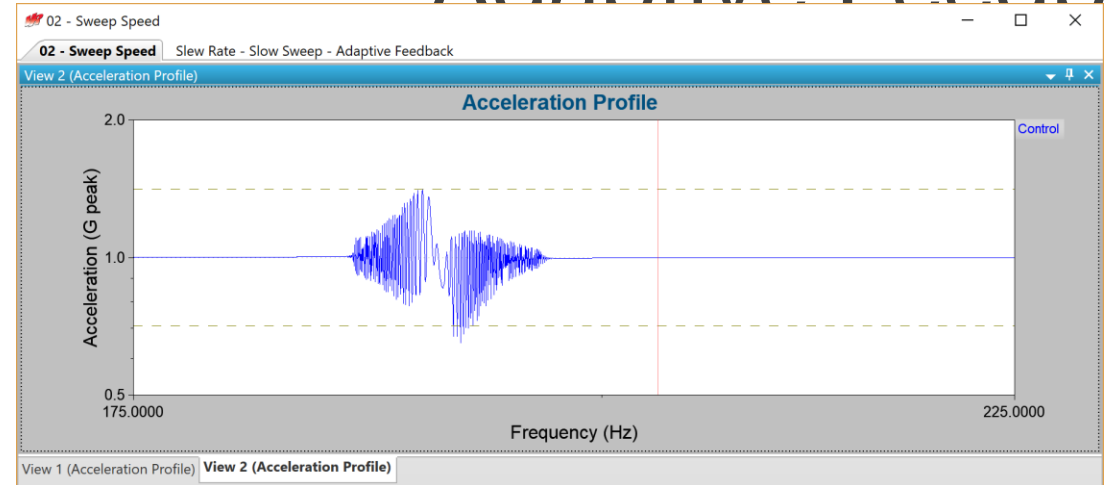 02 - Sweep Speed
02 - Sweep Speed Slew Rate - Slow Sweep - Adaptive Feedback
View 2 (Acceleration Profile)
Acceleration Profile
2.0
Control
Acceleration (G peak)
1.0
0.5
175.0000
225.0000
Frequency (Hz)
View 1 (Acceleration Profile) View 2 (Acceleration Profile)